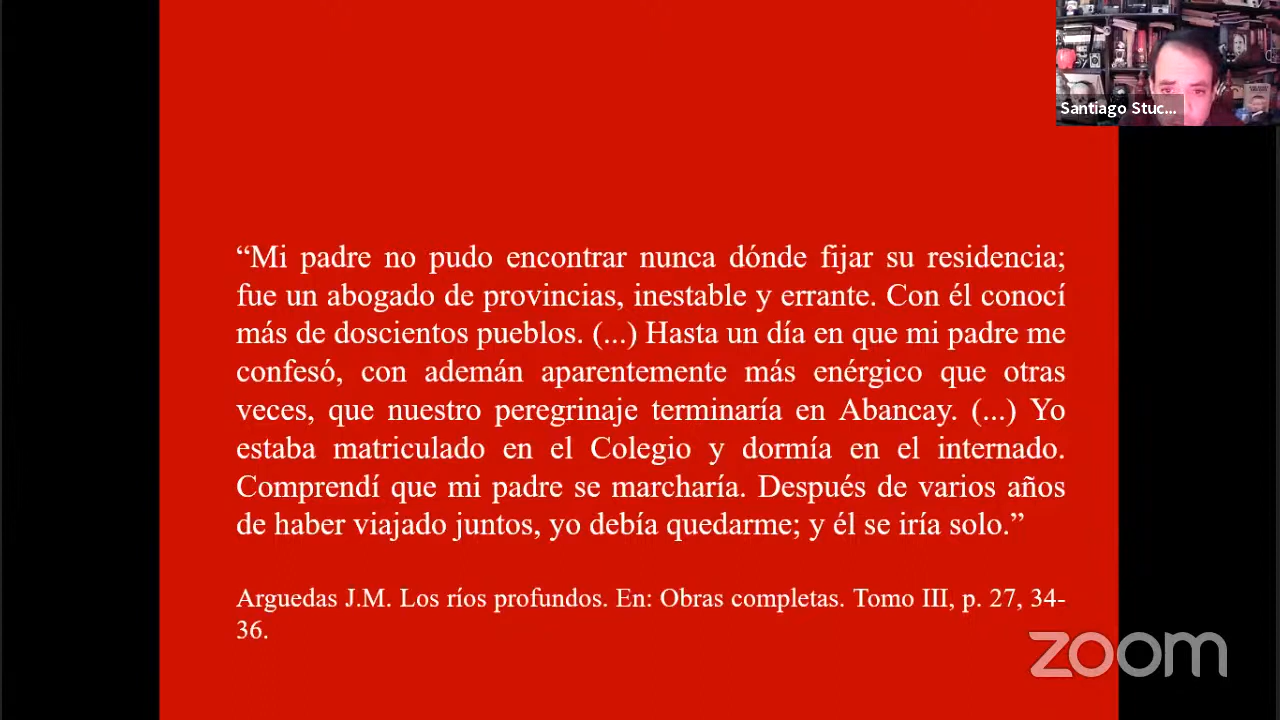 Santiago Stuc...
“Mi padre no pudo encontrar nunca dónde fijar su residencia;
fue un abogado de provincias, inestable y errante. Con él conocí
más de doscientos pueblos. (...) Hasta un día en que mi padre me
confesó, con ademán aparentemente más enérgico que otras
veces, que nuestro peregrinaje terminaría en Abancay. (...) Yo
estaba matriculado en el Colegio y dormía en el internado.
Comprendí que mi padre se marcharía. Después de varios años
de haber viajado juntos, yo debía quedarme; y él se iría solo.”
Arguedas J.M. Los ríos profundos. En: Obras completas. Tomo III, p. 27, 34-
36.
zoom